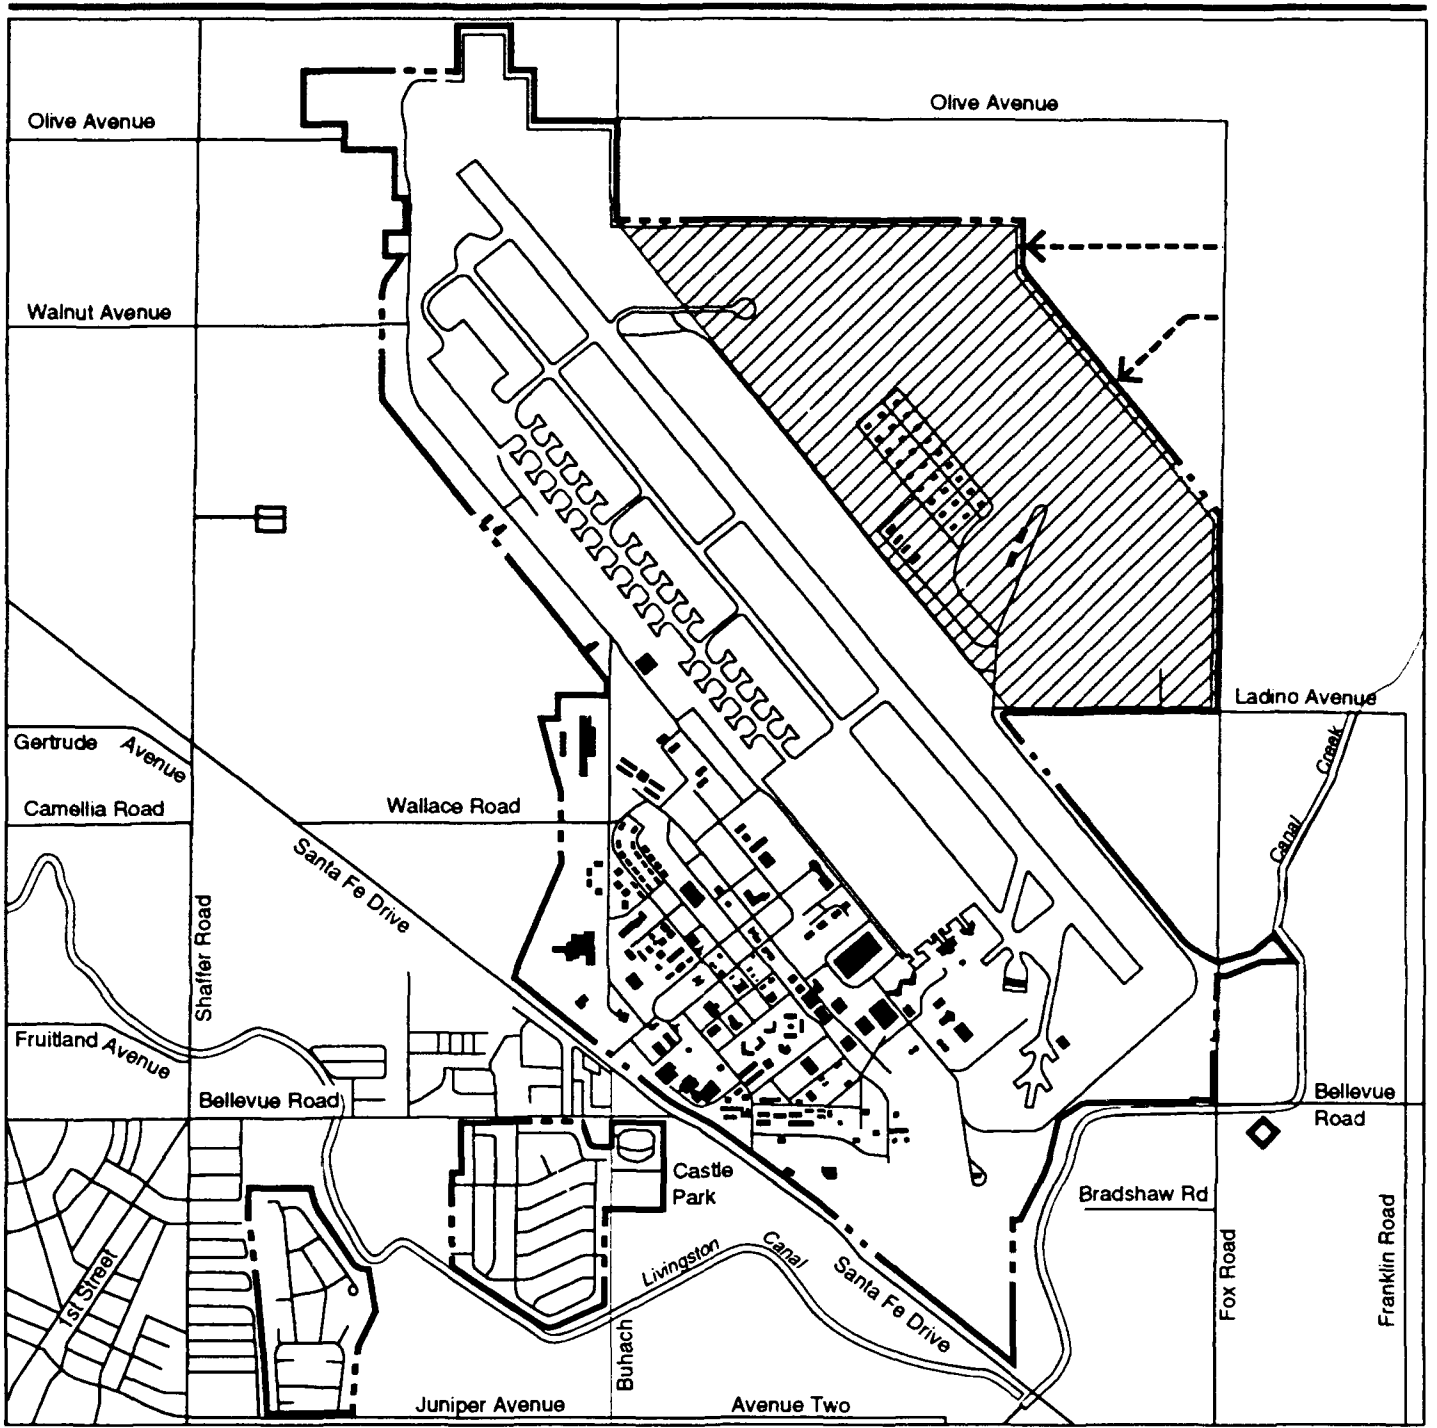 Olive Avenue
Olive Avenue
Walnut Avenue
Ladino Avenue
Gertrude Avenue
Camellia Road
Wallace Road
Canal Creek
Santa Fe Drive
Shaffer Road
Fruitland Avenue
Bellevue Road
Bellevue
Road
Castle
Park
Bradshaw Rd
1st Street
Livingston Canal
Santa Fe Drive
Fox Road
Franklin Road
Buhach
Juniper Avenue
Avenue Two